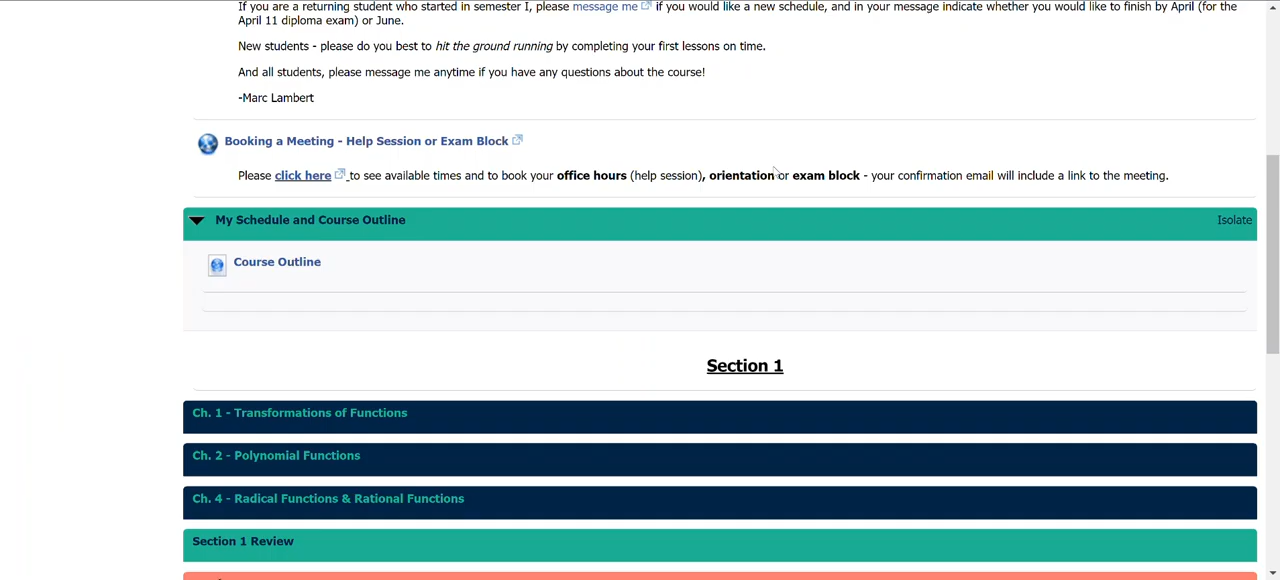 If you are a returning student who started in semester I, please message me if you would like a new schedule, and in your message indicate whether you would like to finish by April (for the
April 11 diploma exam) or June.
New students - please do you best to hit the ground running by completing your first lessons on time.
And all students, please message me anytime if you have any questions about the course!
-Marc Lambert
Booking a Meeting - Help Session or Exam Block
Please click here to see available times and to book your office hours (help session), orientation or exam block - your confirmation email will include a link to the meeting.
My Schedule and Course Outline
Isolate
Course Outline
Section 1
Ch. 1 - Transformations of Functions
Ch. 2 - Polynomial Functions
Ch. 4 - Radical Functions & Rational Functions
Section 1 Review